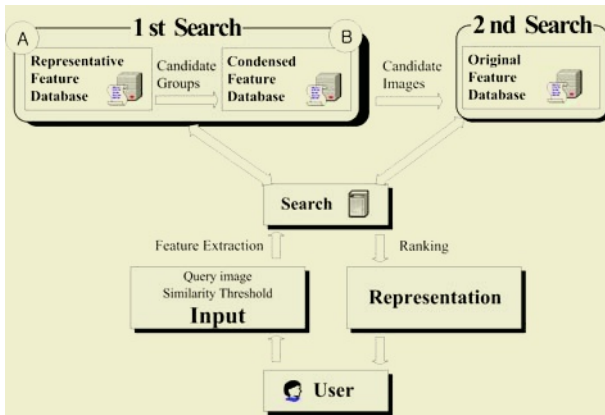 1 st Search
2 nd Search
A
B
Representative
Feature
Database
Candidate
Groups
Condensed
Feature
Database
Candidate
Images
Original
Feature
Database
Search
Feature Extraction
Ranking
Query image
Similarity Threshold
Input
Representation
User